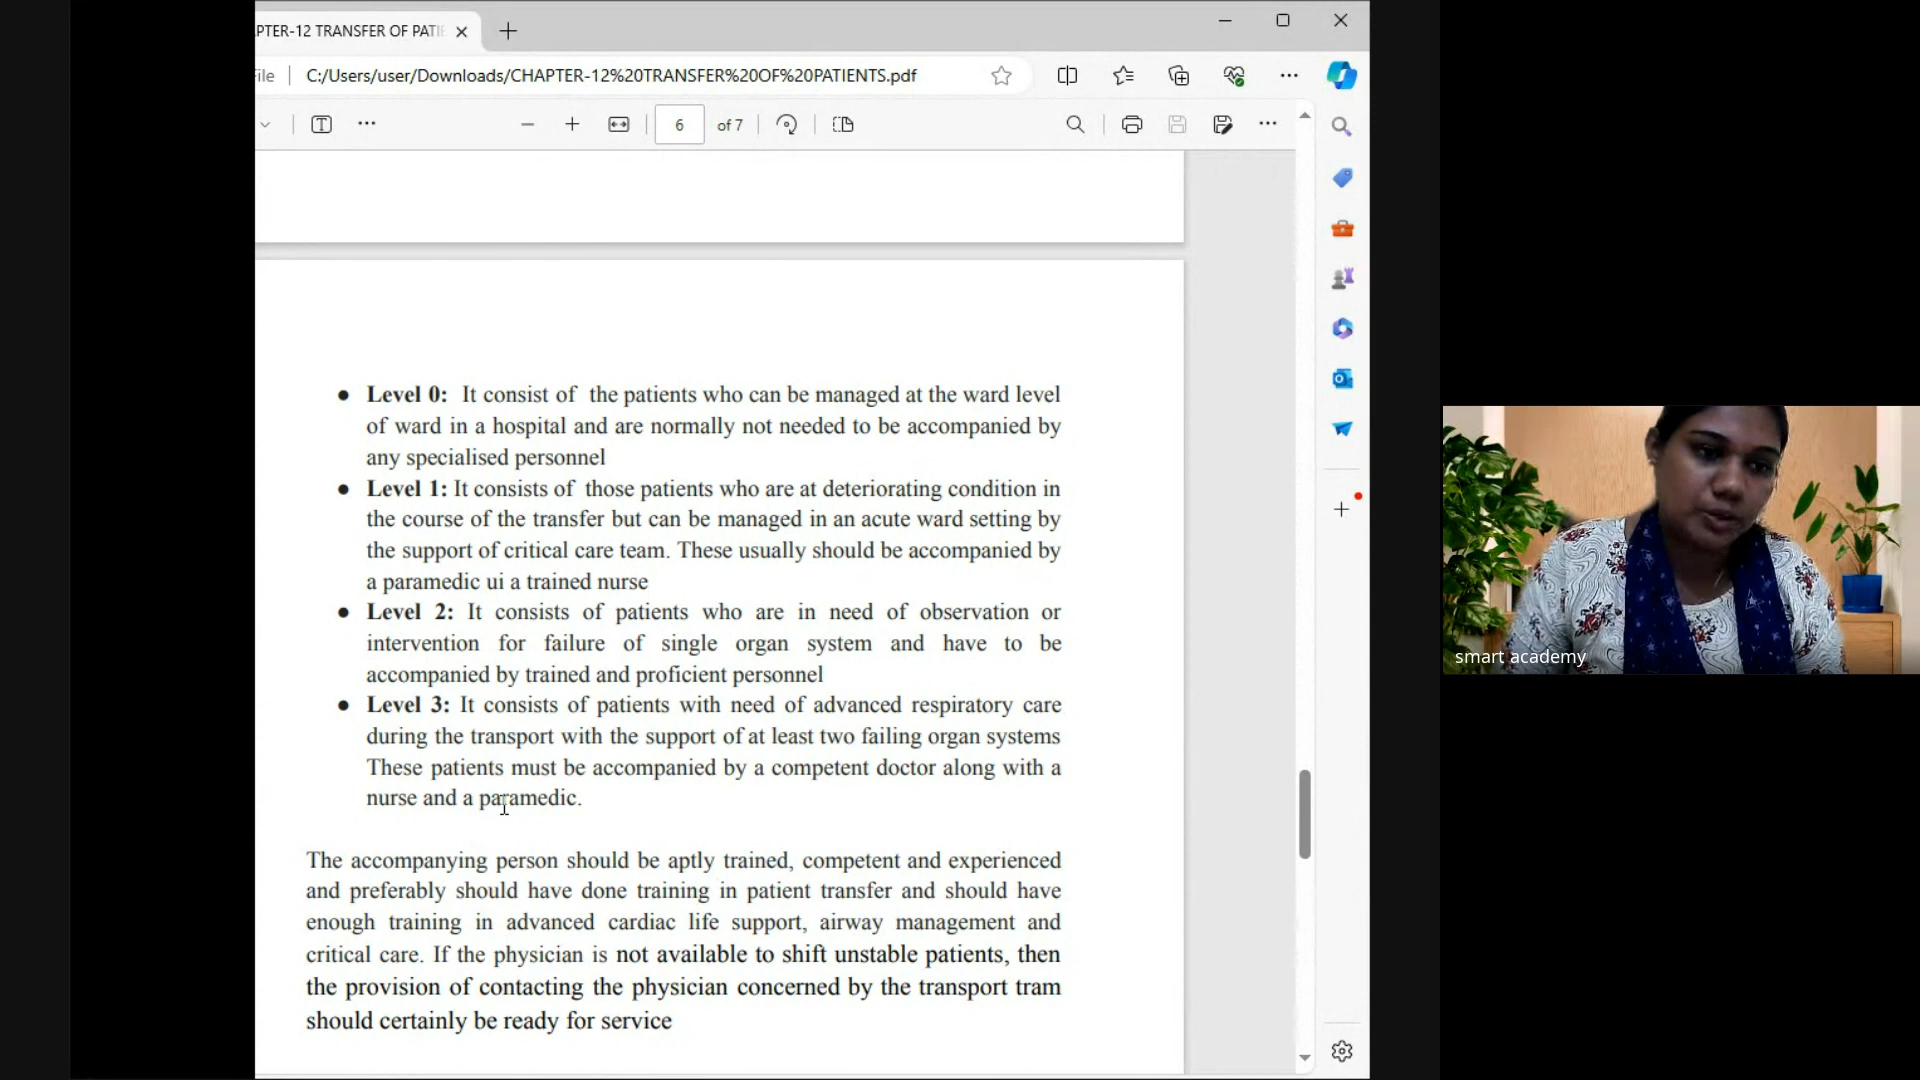 PTER-12 TRANSFER OF PATIE
ile
C:/Users/user/Downloads/CHAPTER-12%20TRANSFER%20OF%20PATIENTS.pdf
6 of 7
● Level 0: It consist of the patients who can be managed at the ward level
of ward in a hospital and are normally not needed to be accompanied by
any specialised personnel
● Level 1: It consists of those patients who are at deteriorating condition in
the course of the transfer but can be managed in an acute ward setting by
the support of critical care team. These usually should be accompanied by
a paramedic ui a trained nurse
● Level 2: It consists of patients who are in need of observation or
intervention for failure of single organ system and have to be
accompanied by trained and proficient personnel
● Level 3: It consists of patients with need of advanced respiratory care
during the transport with the support of at least two failing organ systems
These patients must be accompanied by a competent doctor along with a
nurse and a paramedic.
The accompanying person should be aptly trained, competent and experienced
and preferably should have done training in patient transfer and should have
enough training in advanced cardiac life support, airway management and
critical care. If the physician is not available to shift unstable patients, then
the provision of contacting the physician concerned by the transport tram
should certainly be ready for service
smart academy